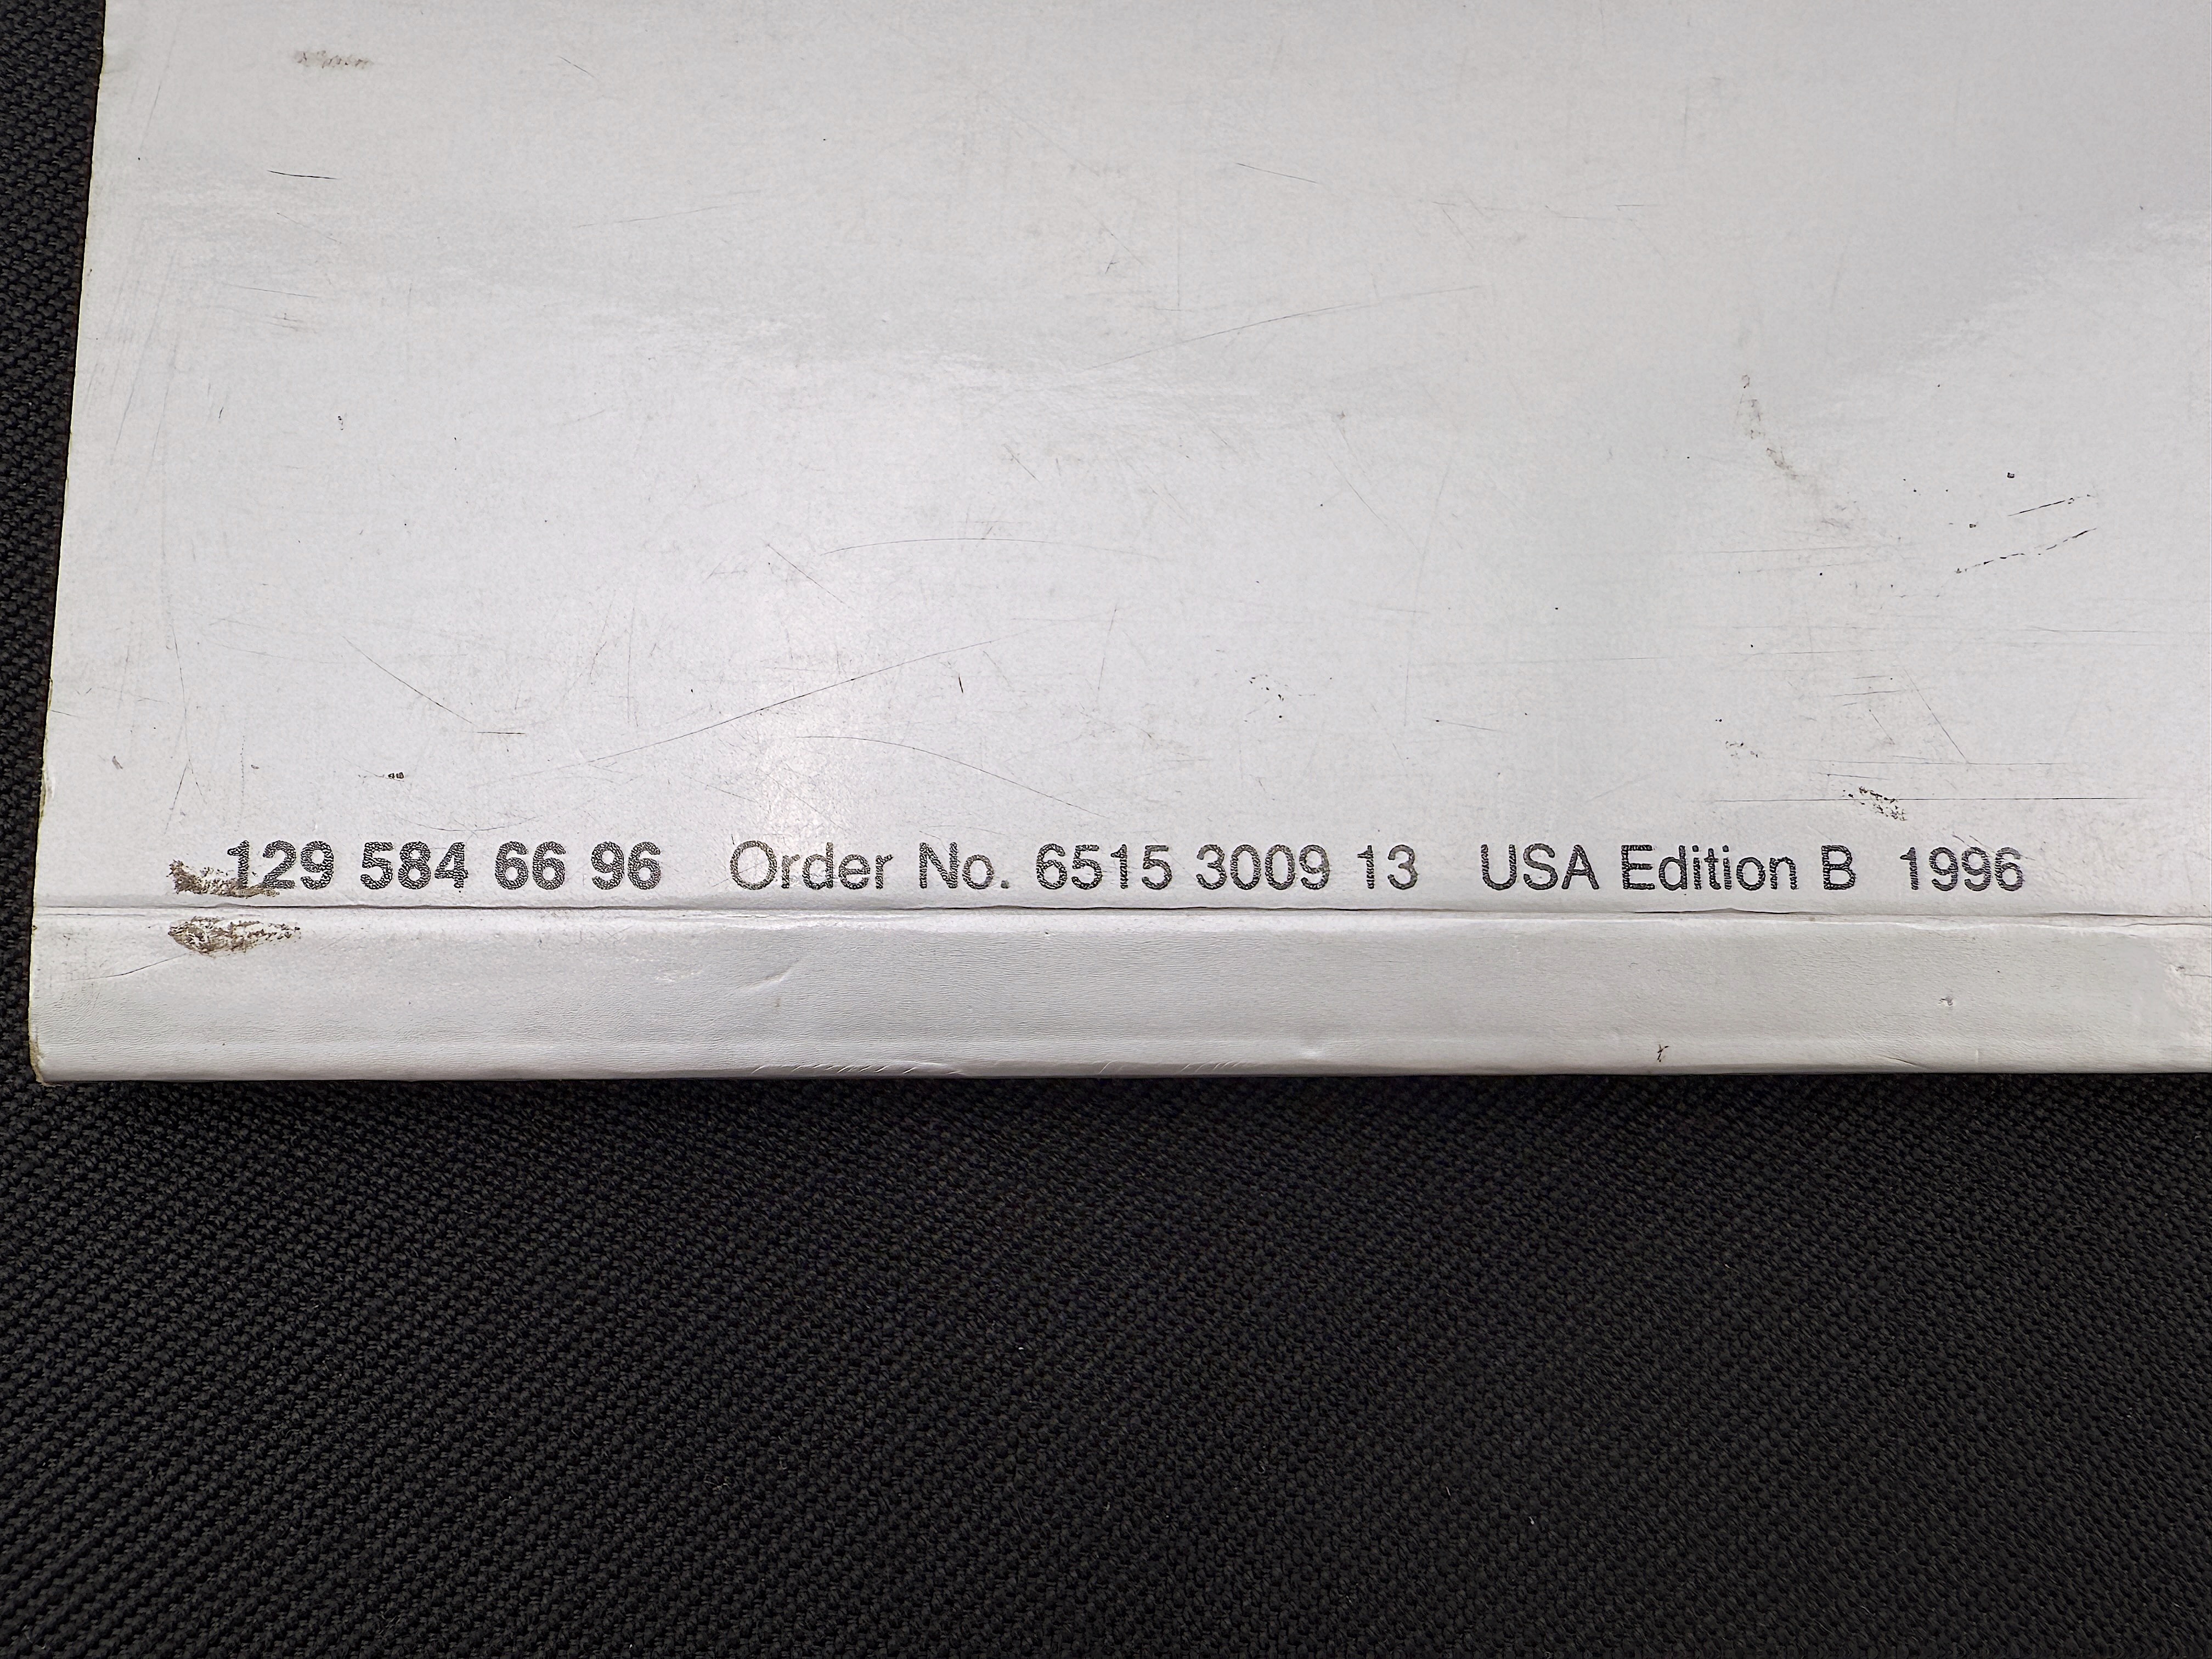 129 584 66 96 Order No. 6515 3009 13 USA Edition B 1996